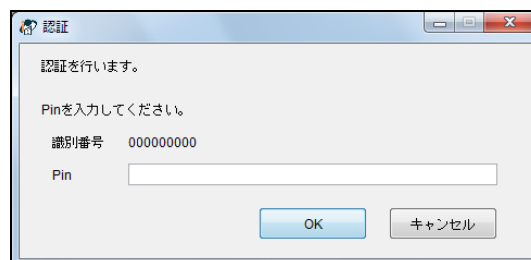 認証
認証を行います。
Pinを入力してください。
識別番号 000000000
Pin
OK キャンセル